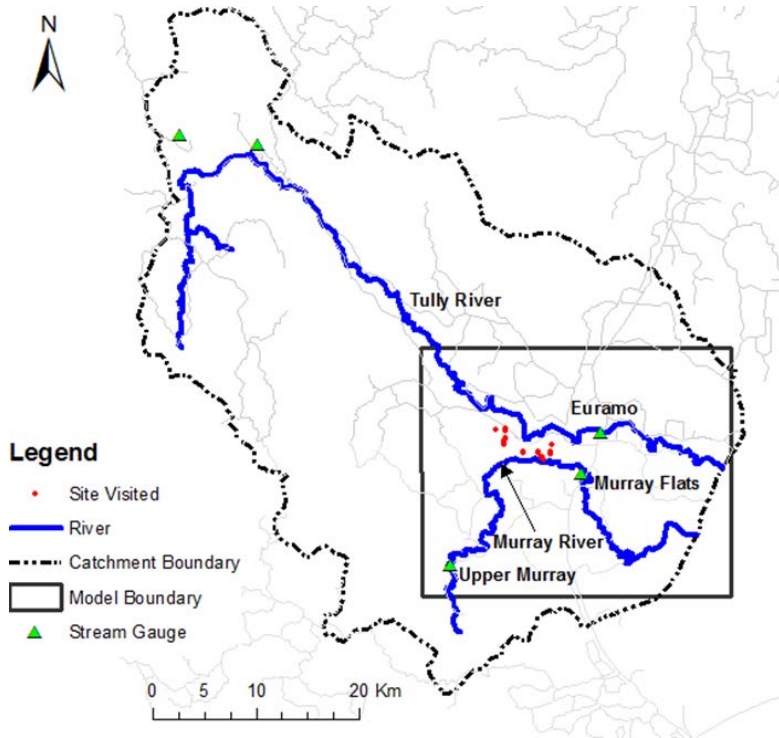 N
Tully River
Euramo
Murray Flats
Murray River
Upper Murray
Legend
Site Visited
River
Catchment Boundary
Model Boundary
Stream Gauge
0 5 10 20 Km